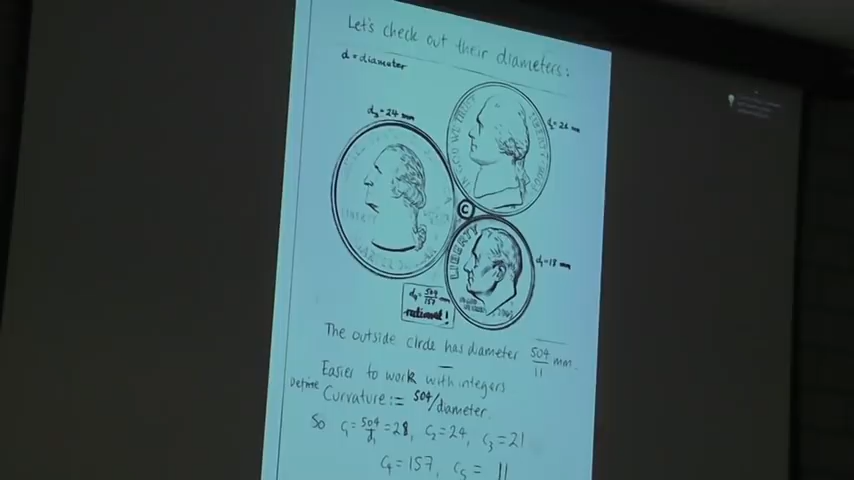 Let's check out their diameters:
d = diameter
d₃ = 24 mm
d₂ = 21 mm
IN GOD WE TRUST
LIBERTY
C
LIBERTY
LIBERTY
d₁ = 18 mm
d₄ = 504/157 mm
rational!
The outside circle has diameter 504/11 mm.
Easier to work with integers
Define Curvature := 504/diameter.
So C₁ = 504/d₁ = 28, C₂ = 24, C₃ = 21
C₄ = 157, C₅ = 11